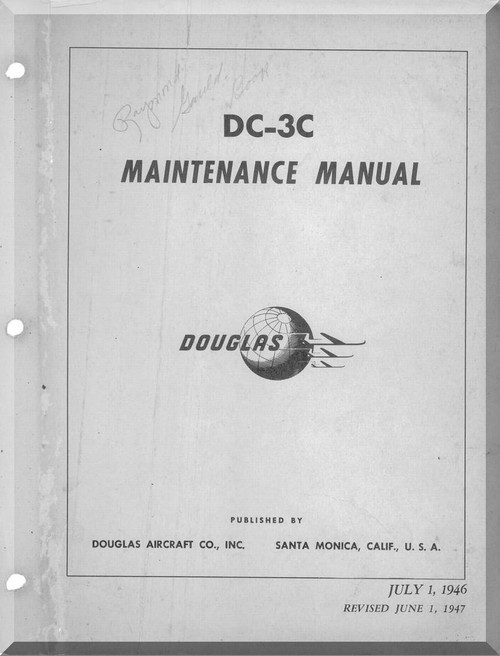 Raymond
DC-3C
MAINTENANCE MANUAL
DOUGLAS
PUBLISHED BY
DOUGLAS AIRCRAFT CO., INC. SANTA MONICA, CALIF., U. S. A.
JULY 1, 1946
REVISED JUNE 1, 1947